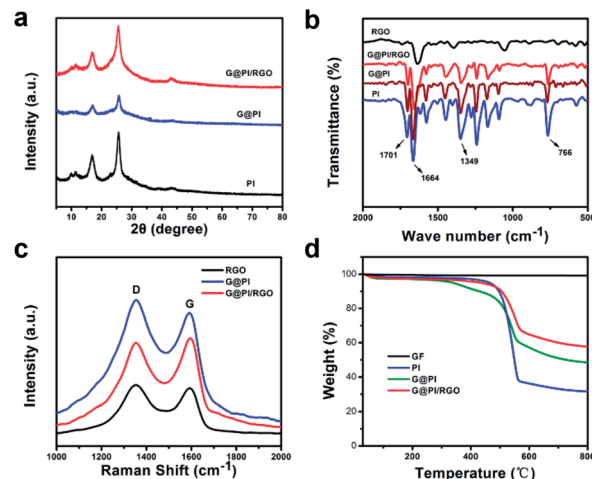 a
Intensity (a.u.)
G@PI/RGO
G@PI
PI
10 20 30 40 50 60 70 80
2θ (degree)
b
Transmittance (%)
RGO
G@PI/RGO
G@PI
PI
1701
1664
1349
766
2000 1500 1000 500
Wave number (cm-1)
c
Intensity (a.u.)
D
G
RGO
G@PI
G@PI/RGO
1000 1200 1400 1600 1800 2000
Raman Shift (cm-1)
d
Weight (%)
100
80
60
40
20
0
GF
PI
G@PI
G@PI/RGO
200 400 600 800
Temperature (℃)